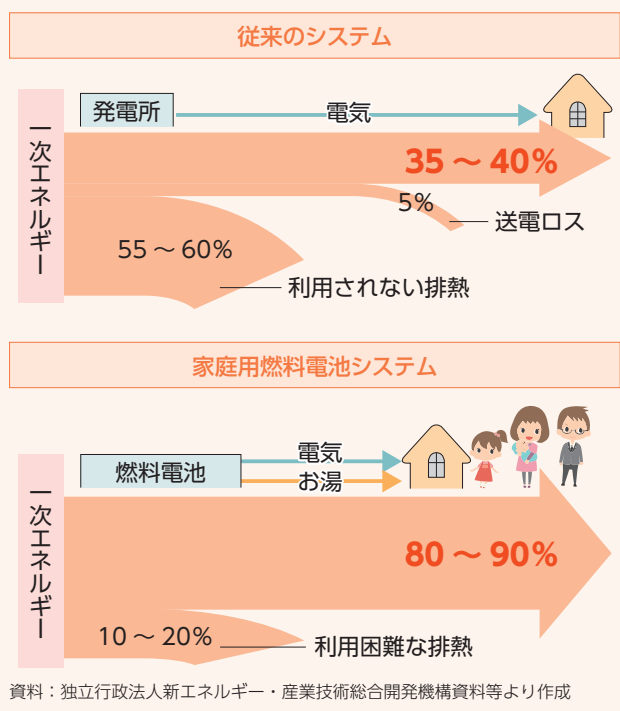 従来のシステム
一次エネルギー
発電所
電気
35 ～ 40%
5%
送電ロス
55 ～ 60%
利用されない排熱
家庭用燃料電池システム
一次エネルギー
燃料電池
電気
お湯
80 ～ 90%
10 ～ 20%
利用困難な排熱
資料：独立行政法人新エネルギー・産業技術総合開発機構資料等より作成